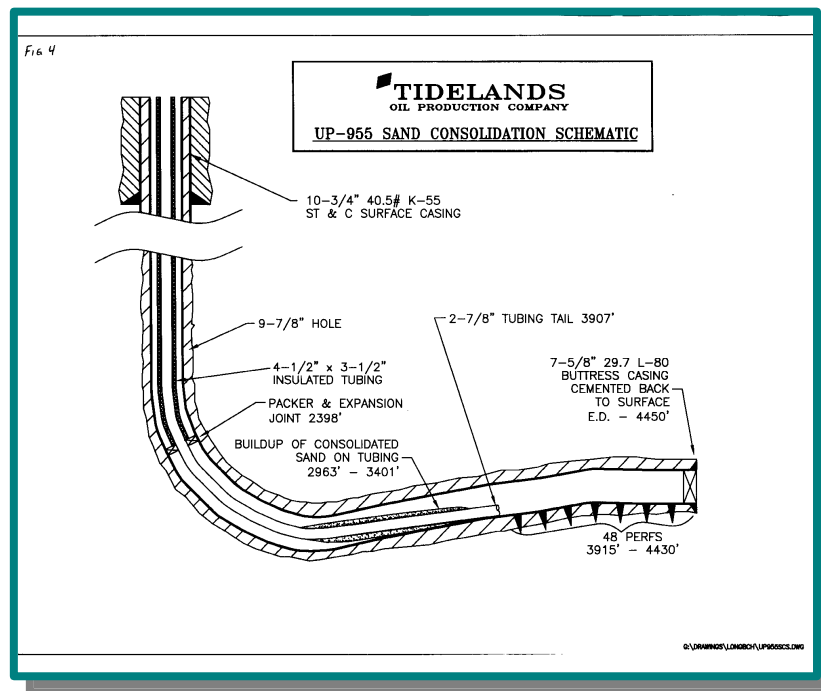 FIG 4
TIDELANDS
OIL PRODUCTION COMPANY
UP-955 SAND CONSOLIDATION SCHEMATIC
10-3/4" 40.5# K-55
ST & C SURFACE CASING
9-7/8" HOLE
2-7/8" TUBING TAIL 3907'
4-1/2" x 3-1/2"
INSULATED TUBING
7-5/8" 29.7 L-80
BUTTRESS CASING
CEMENTED BACK
TO SURFACE
E.D. - 4450'
PACKER & EXPANSION
JOINT 2398'
BUILDUP OF CONSOLIDATED
SAND ON TUBING
2963' - 3401'
48 PERFS
3915' - 4430'
G:\DRAWINGS\LONGBCH\UP955SCS.DWG